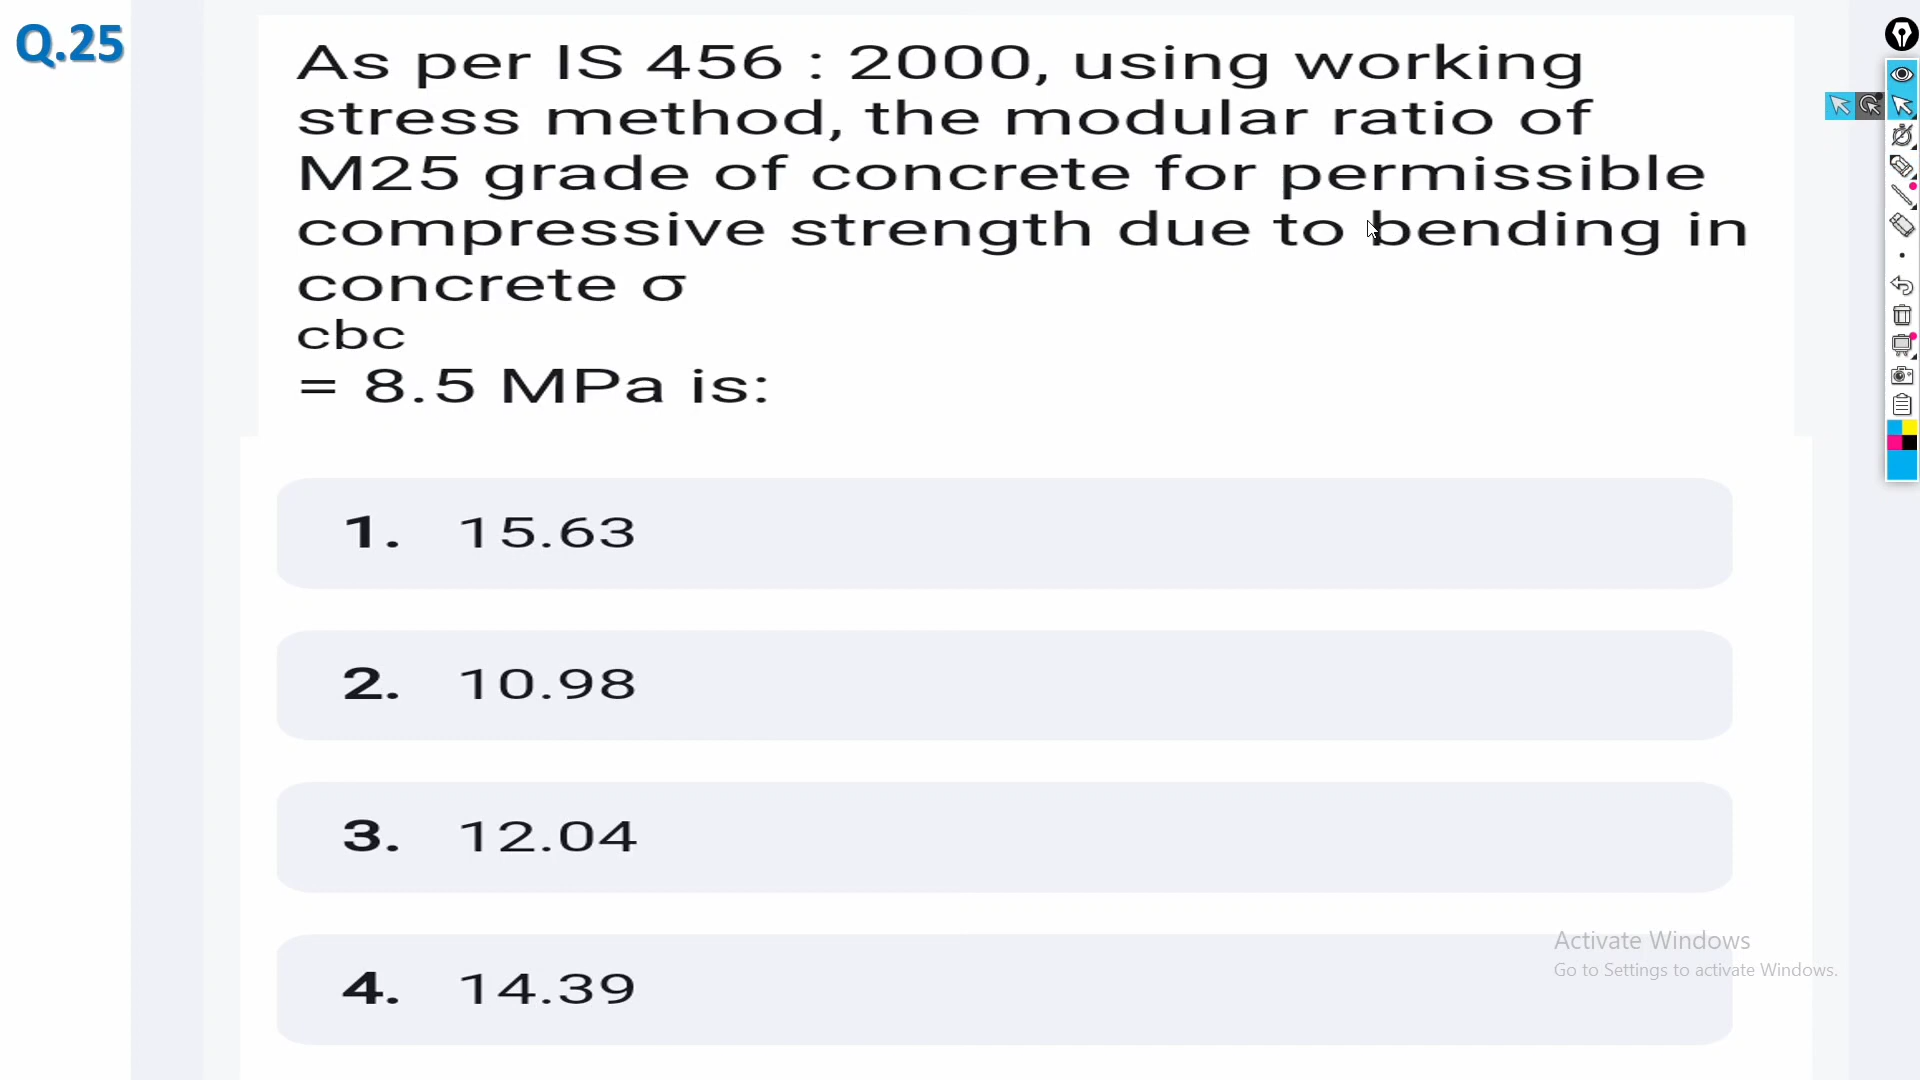 Q.25
As per IS 456 : 2000, using working
stress method, the modular ratio of
M25 grade of concrete for permissible
compressive strength due to bending in
concrete σ
cbc
= 8.5 MPa is:
1. 15.63
2. 10.98
3. 12.04
4. 14.39
Activate Windows
Go to Settings to activate Windows.